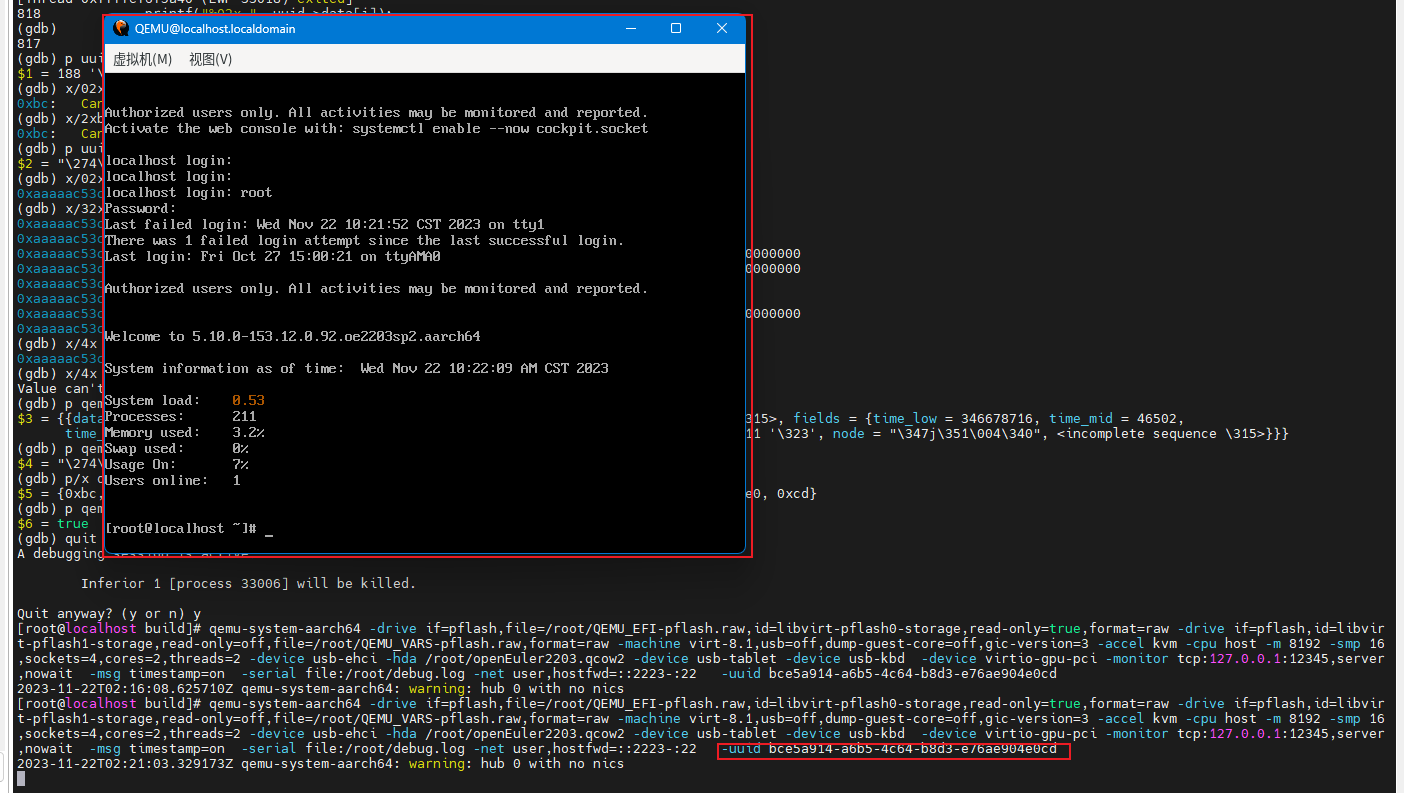 818 printf("%02x ", uuid->data[i]);
(gdb)
817
(gdb) p uui
$1 = 188 '\
(gdb) x/02x
0xbc: Can
(gdb) x/2xb
0xbc: Can
(gdb) p uui
$2 = "\274\
(gdb) x/02x
0xaaaaac53c
(gdb) x/32x
0xaaaaac53c
0xaaaaac53c
0xaaaaac53c 0000000
0xaaaaac53c 0000000
0xaaaaac53c
0xaaaaac53c
0xaaaaac53c 0000000
0xaaaaac53c
(gdb) x/4x
0xaaaaac53c
(gdb) x/4x
Value can't
(gdb) p qem
$3 = {{data 315>, fields = {time_low = 346678716, time_mid = 46502,
time_ 11 '\323', node = "\347j\351\004\340", <incomplete sequence \315>}}}
(gdb) p qem
$4 = "\274\
(gdb) p/x q
$5 = {0xbc, e0, 0xcd}
(gdb) p qem
$6 = true
(gdb) quit
A debugging session is active.
Inferior 1 [process 33006] will be killed.
Quit anyway? (y or n) y
[root@localhost build]# qemu-system-aarch64 -drive if=pflash,file=/root/QEMU_EFI-pflash.raw,id=libvirt-pflash0-storage,read-only=true,format=raw -drive if=pflash,id=libvir
t-pflash1-storage,read-only=off,file=/root/QEMU_VARS-pflash.raw,format=raw -machine virt-8.1,usb=off,dump-guest-core=off,gic-version=3 -accel kvm -cpu host -m 8192 -smp 16
,sockets=4,cores=2,threads=2 -device usb-ehci -hda /root/openEuler2203.qcow2 -device usb-tablet -device usb-kbd -device virtio-gpu-pci -monitor tcp:127.0.0.1:12345,server
,nowait -msg timestamp=on -serial file:/root/debug.log -net user,hostfwd=::2223-:22 -uuid bce5a914-a6b5-4c64-b8d3-e76ae904e0cd
2023-11-22T02:16:08.625710Z qemu-system-aarch64: warning: hub 0 with no nics
[root@localhost build]# qemu-system-aarch64 -drive if=pflash,file=/root/QEMU_EFI-pflash.raw,id=libvirt-pflash0-storage,read-only=true,format=raw -drive if=pflash,id=libvir
t-pflash1-storage,read-only=off,file=/root/QEMU_VARS-pflash.raw,format=raw -machine virt-8.1,usb=off,dump-guest-core=off,gic-version=3 -accel kvm -cpu host -m 8192 -smp 16
,sockets=4,cores=2,threads=2 -device usb-ehci -hda /root/openEuler2203.qcow2 -device usb-tablet -device usb-kbd -device virtio-gpu-pci -monitor tcp:127.0.0.1:12345,server
,nowait -msg timestamp=on -serial file:/root/debug.log -net user,hostfwd=::2223-:22 -uuid bce5a914-a6b5-4c64-b8d3-e76ae904e0cd
2023-11-22T02:21:03.329173Z qemu-system-aarch64: warning: hub 0 with no nics
QEMU@localhost.localdomain
虚拟机(M) 视图(V)
Authorized users only. All activities may be monitored and reported.
Activate the web console with: systemctl enable --now cockpit.socket
localhost login:
localhost login:
localhost login: root
Password:
Last failed login: Wed Nov 22 10:21:52 CST 2023 on tty1
There was 1 failed login attempt since the last successful login.
Last login: Fri Oct 27 15:00:21 on ttyAMA0
Authorized users only. All activities may be monitored and reported.
Welcome to 5.10.0-153.12.0.92.oe2203sp2.aarch64
System information as of time: Wed Nov 22 10:22:09 AM CST 2023
System load: 0.53
Processes: 211
Memory used: 3.2%
Swap used: 0%
Usage On: 7%
Users online: 1
[root@localhost ~]# _